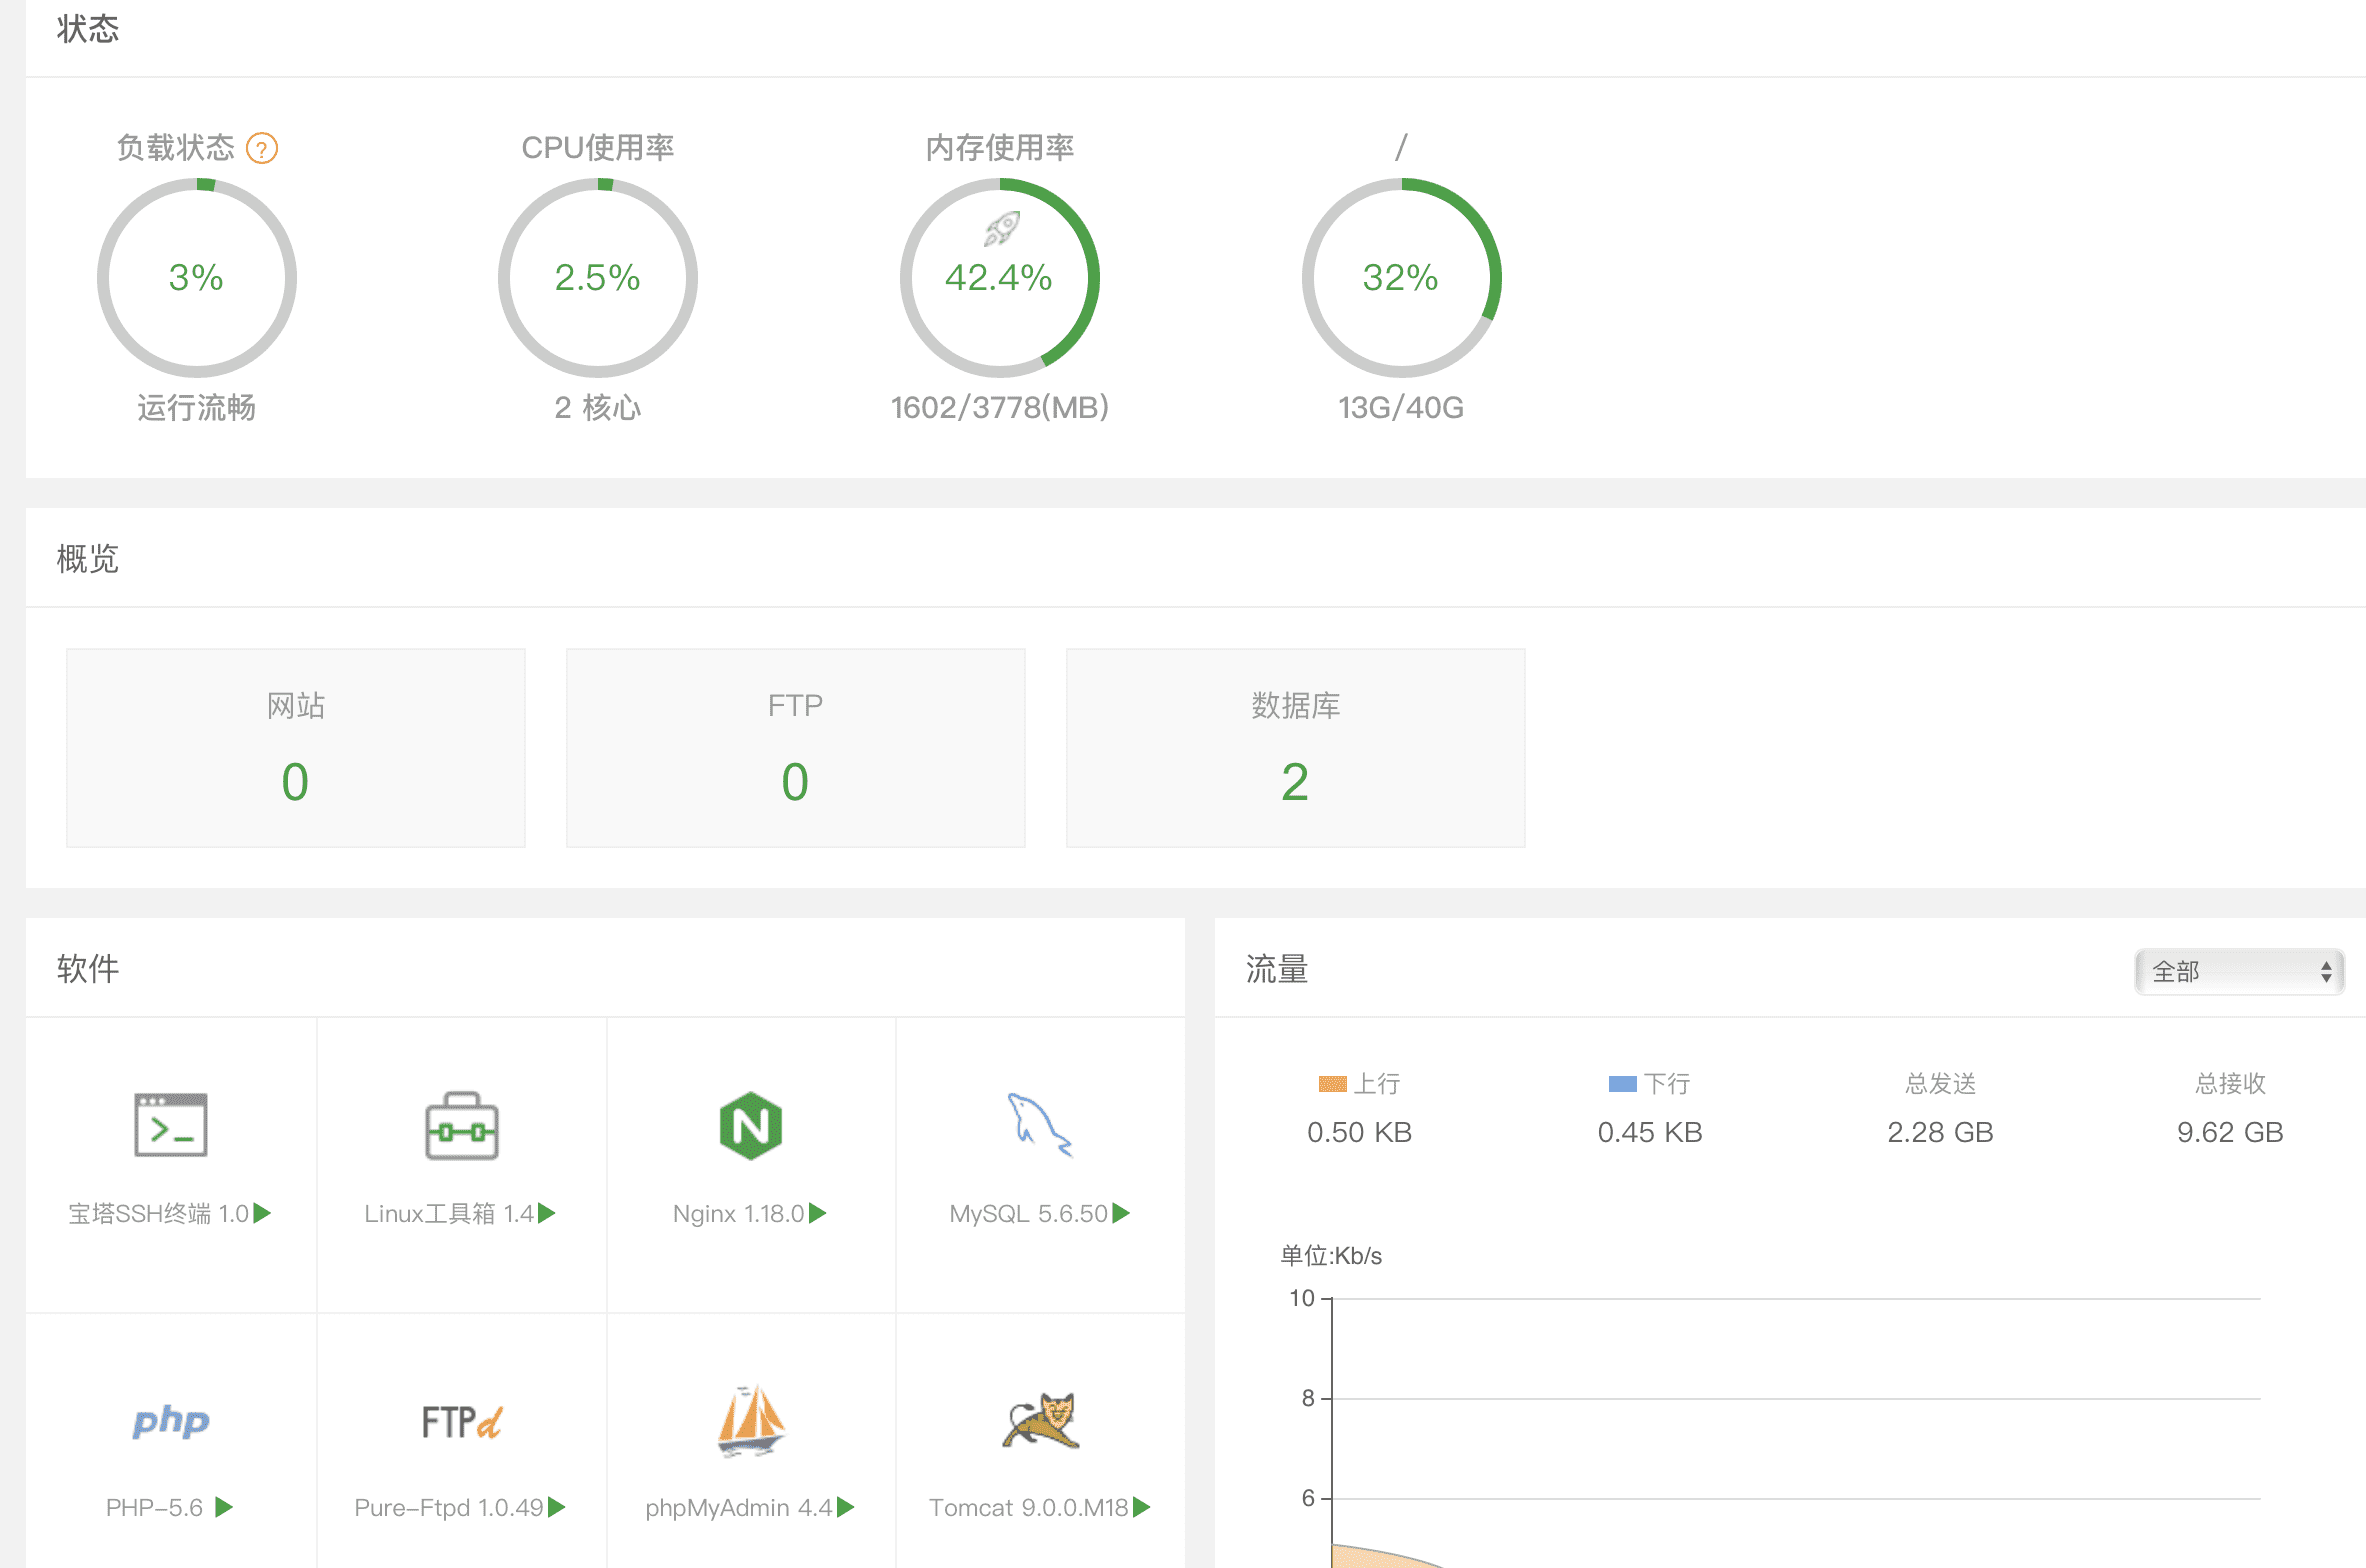 状态
负载状态 ?
CPU使用率
内存使用率
/
3%
2.5%
42.4%
32%
运行流畅
2 核心
1602/3778(MB)
13G/40G
概览
网站
FTP
数据库
0
0
2
软件
宝塔SSH终端 1.0
Linux工具箱 1.4
Nginx 1.18.0
MySQL 5.6.50
php
FTPd
PHP-5.6
Pure-Ftpd 1.0.49
phpMyAdmin 4.4
Tomcat 9.0.0.M18
流量
全部
上行
下行
总发送
总接收
0.50 KB
0.45 KB
2.28 GB
9.62 GB
单位:Kb/s
10
8
6